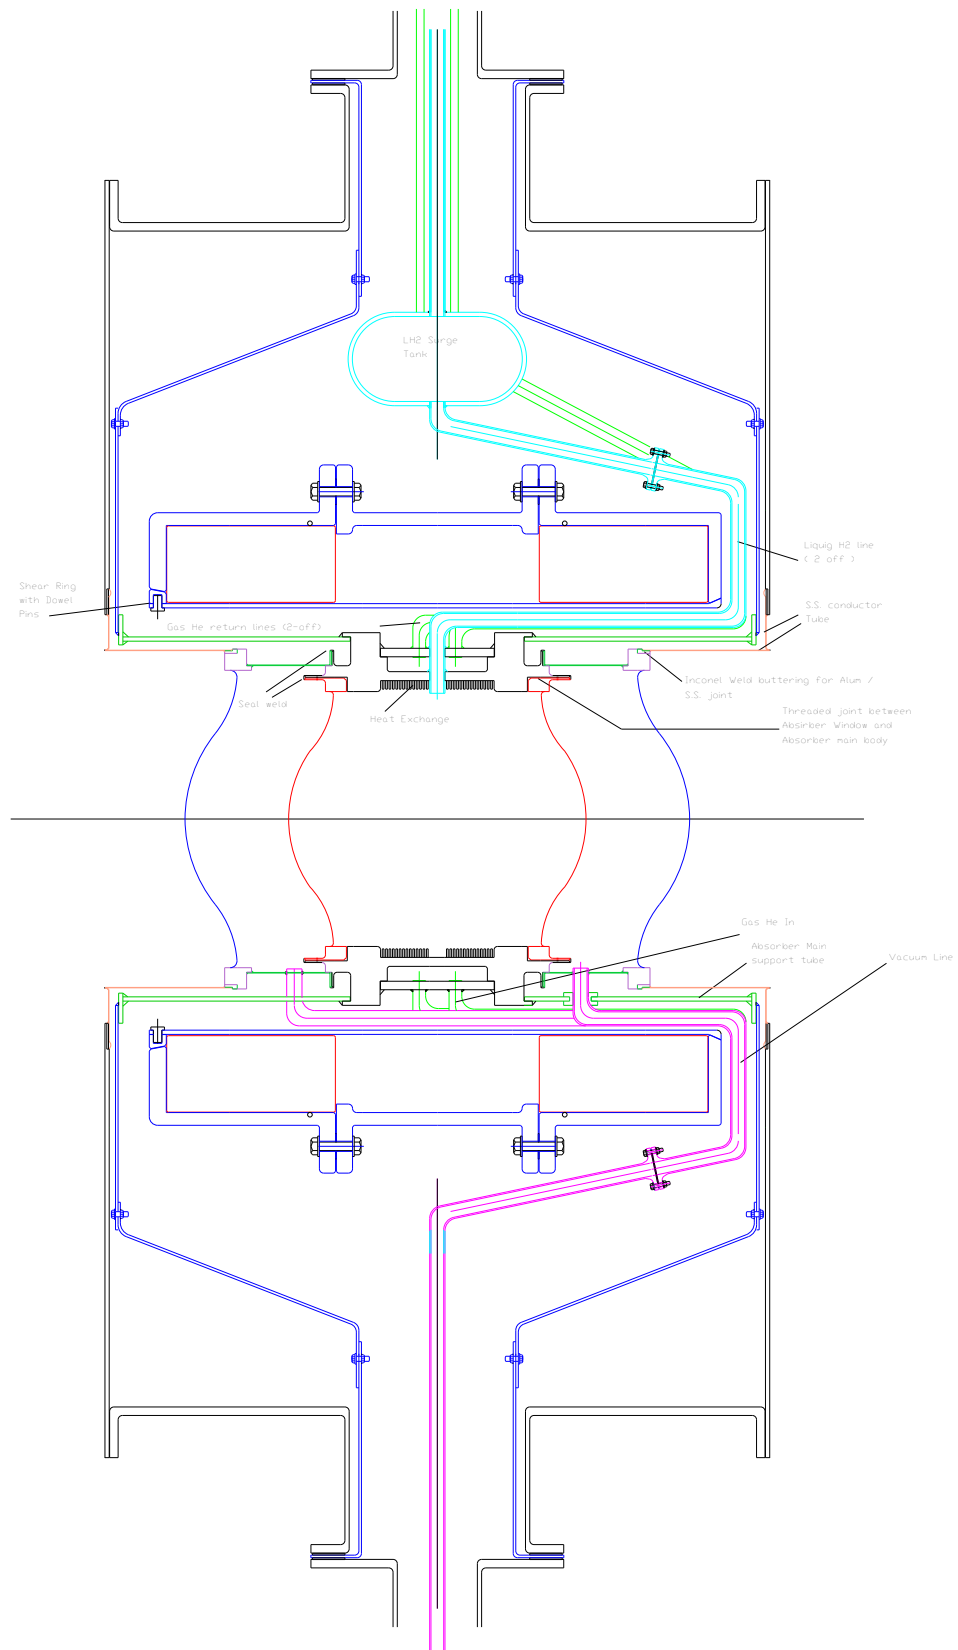 LH2 Surge
Tank
Liquig H2 line
( 2 off )
Shear Ring
with Dowel
Pins
S.S. conductor
Tube
Gas He return lines (2-off)
Inconel Weld buttering for Alum /
S.S. joint
Seal weld
Heat Exchange
Threaded joint between
Absirber Window and
Absorber main body
Gas He In
Absorber Main
support tube
Vacuum Line